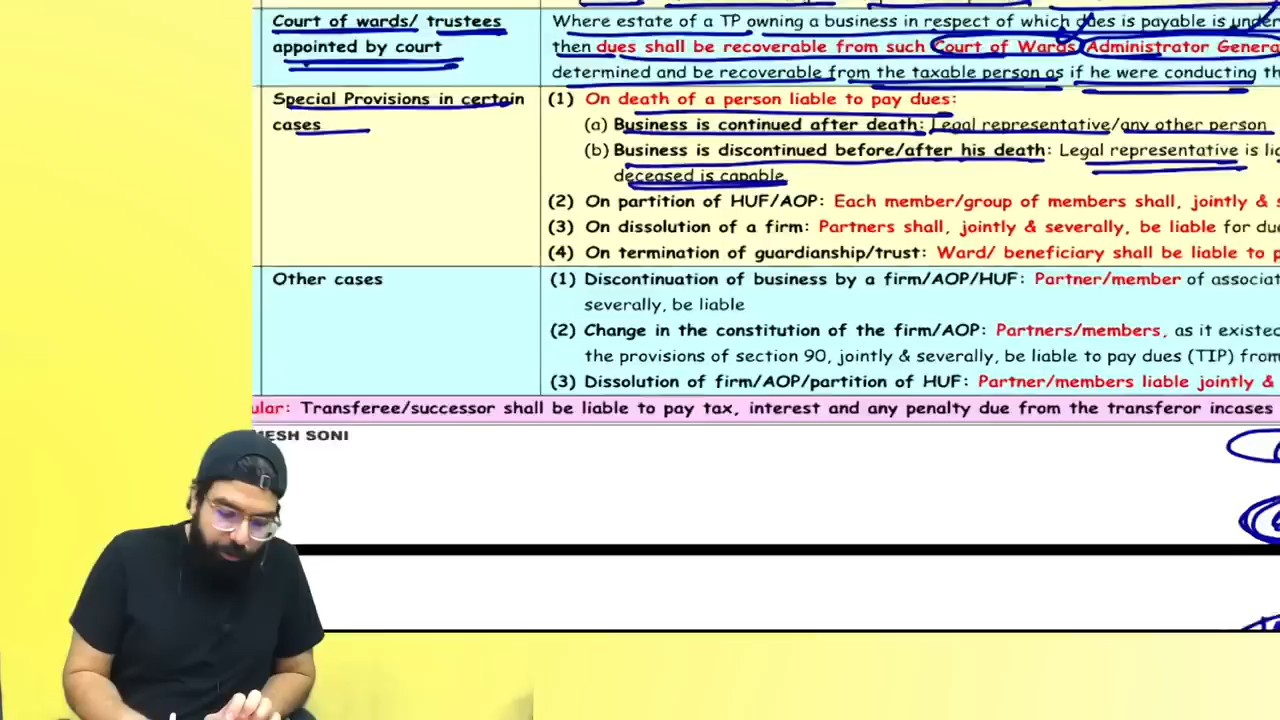 Court of wards/ trustees
appointed by court
Where estate of a TP owning a business in respect of which dues is payable is under
then dues shall be recoverable from such Court of Wards/Administrator Genera
determined and be recoverable from the taxable person as if he were conducting th
Special Provisions in certain
cases
(1) On death of a person liable to pay dues:
(a) Business is continued after death: Legal representative/any other person
(b) Business is discontinued before/after his death: Legal representative is lia
deceased is capable
(2) On partition of HUF/AOP: Each member/group of members shall, jointly & s
(3) On dissolution of a firm: Partners shall, jointly & severally, be liable for du
(4) On termination of guardianship/trust: Ward/ beneficiary shall be liable to p
Other cases
(1) Discontinuation of business by a firm/AOP/HUF: Partner/member of associat
severally, be liable
(2) Change in the constitution of the firm/AOP: Partners/members, as it existed
the provisions of section 90, jointly & severally, be liable to pay dues (TIP) from
(3) Dissolution of firm/AOP/partition of HUF: Partner/members liable jointly &
ular: Transferee/successor shall be liable to pay tax, interest and any penalty due from the transferor incases
MESH SONI